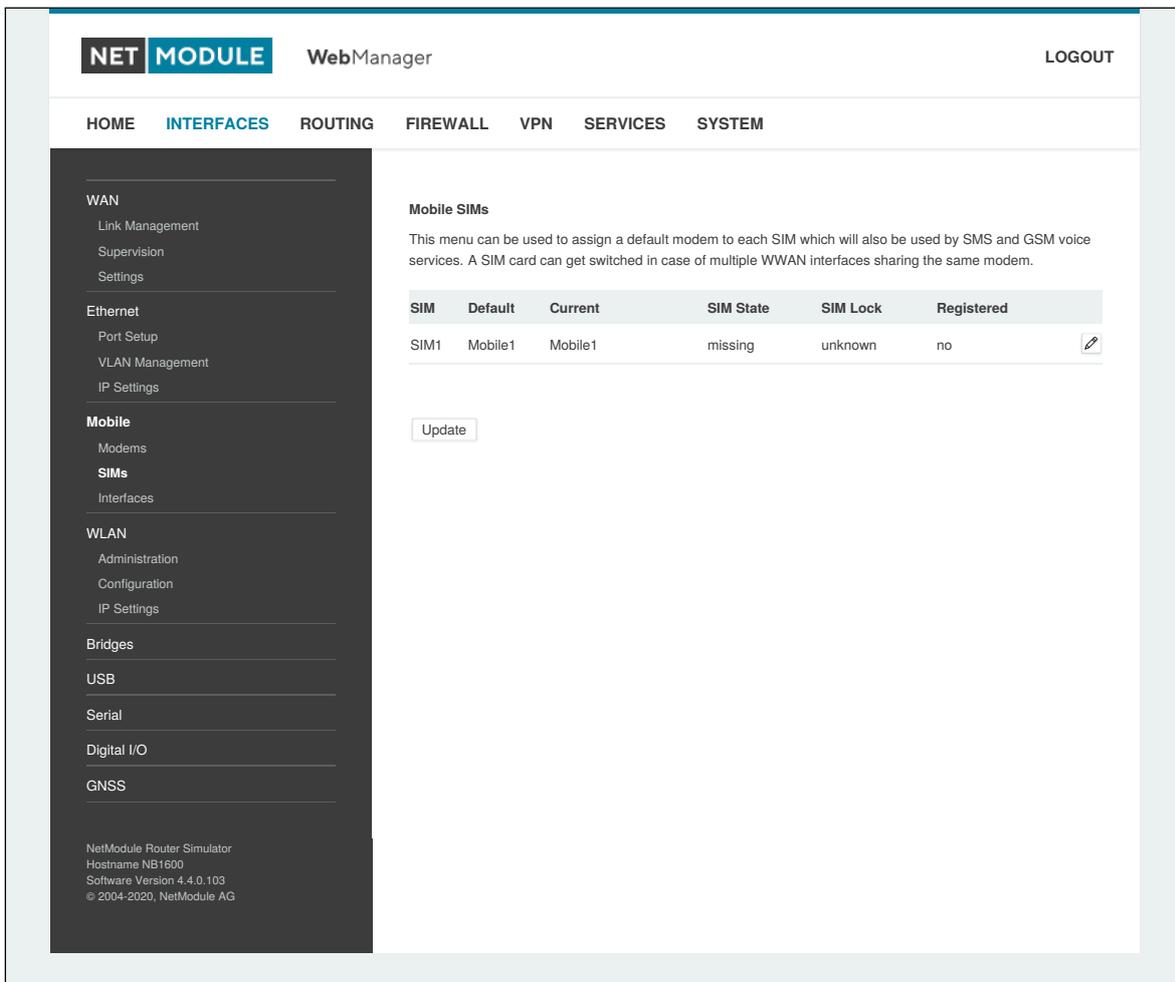 NET MODULE WebManager LOGOUT
HOME INTERFACES ROUTING FIREWALL VPN SERVICES SYSTEM
WAN
Link Management
Supervision
Settings
Ethernet
Port Setup
VLAN Management
IP Settings
Mobile
Modems
SIMs
Interfaces
WLAN
Administration
Configuration
IP Settings
Bridges
USB
Serial
Digital I/O
GNSS
NetModule Router Simulator
Hostname NB1600
Software Version 4.4.0.103
© 2004-2020, NetModule AG
Mobile SIMs
This menu can be used to assign a default modem to each SIM which will also be used by SMS and GSM voice
services. A SIM card can get switched in case of multiple WWAN interfaces sharing the same modem.
SIM Default Current SIM State SIM Lock Registered
SIM1 Mobile1 Mobile1 missing unknown no
Update